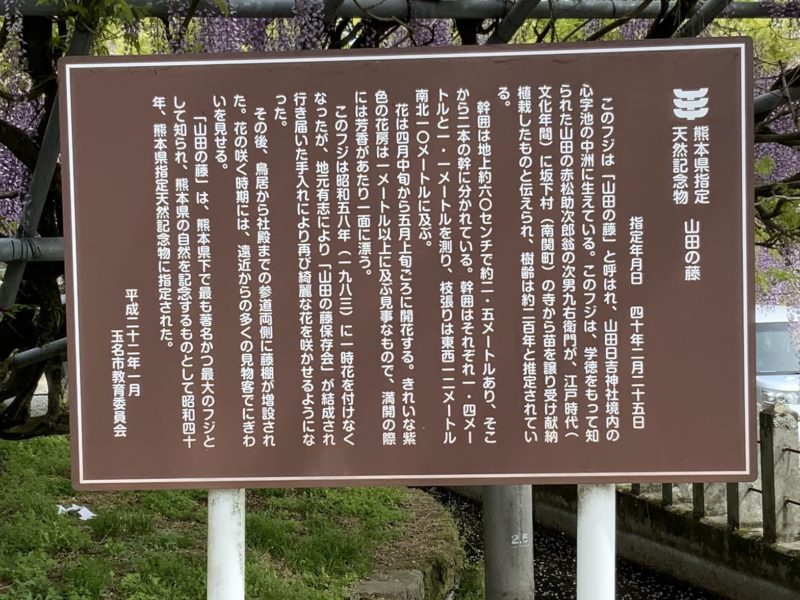 熊本県指定
天然記念物　山田の藤
指定年月日　四十年二月二十五日
このフジは「山田の藤」と呼ばれ、山田日吉神社境内の
心字池の中洲に生えている。このフジは、学徳をもって知
られた山田の赤松助次郎翁の次男九右衛門が、江戸時代（
文化年間）に坂下村（南関町）の寺から苗を譲り受け献納
植栽したものと伝えられ、樹齢は約二百年と推定されてい
る。
幹囲は地上約六〇センチで約二・五メートルあり、そこ
から二本の幹に分かれている。幹囲はそれぞれ一・四メー
トルと一・一メートルを測り、枝張りは東西一二メートル
南北一〇メートルに及ぶ。
花は四月中旬から五月上旬ごろに開花する。きれいな紫
色の花房は一メートル以上に及ぶ見事なもので、満開の際
には芳香があたり一面に漂う。
このフジは昭和五八年（一九八三）に一時花を付けなく
なったが、地元有志により「山田の藤保存会」が結成され
行き届いた手入れにより再び綺麗な花を咲かせるようにな
った。
その後、鳥居から社殿までの参道両側に藤棚が増設され
た。花の咲く時期には、遠近からの多くの見物客でにぎわ
いを見せる。
「山田の藤」は、熊本県下で最も著名かつ最大のフジと
して知られ、熊本県の自然を記念するものとして昭和四十
年、熊本県指定天然記念物に指定された。
平成二十二年一月
玉名市教育委員会
2.5